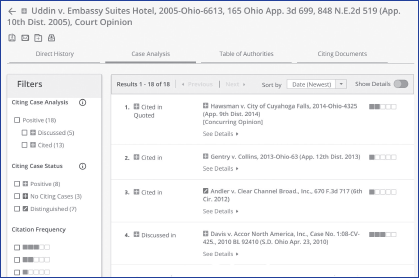 Uddin v. Embassy Suites Hotel, 2005-Ohio-6613, 165 Ohio App. 3d 699, 848 N.E.2d 519 (App.
10th Dist. 2005), Court Opinion
Direct History
Case Analysis
Table of Authorities
Citing Documents
Filters
Citing Case Analysis
Positive (18)
Discussed (5)
Cited (13)
Citing Case Status
Positive (8)
No Citing Cases (3)
Distinguished (7)
Citation Frequency
Results 1 - 18 of 18
Previous
Next
Sort by
Date (Newest)
Show Details
1.
Cited in
Quoted
Hawsman v. City of Cuyahoga Falls, 2014-Ohio-4325
(App. 9th Dist. 2014)
[Concurring Opinion]
See Details
2.
Cited in
Gentry v. Collins, 2013-Ohio-63 (App. 12th Dist. 2013)
See Details
3.
Cited in
Andler v. Clear Channel Broad., Inc., 670 F.3d 717 (6th
Cir. 2012)
See Details
4.
Discussed in
Davis v. Accor North America, Inc., Case No. 1:08-CV-
425., 2010 BL 92410 (S.D. Ohio Apr. 23, 2010)
See Details